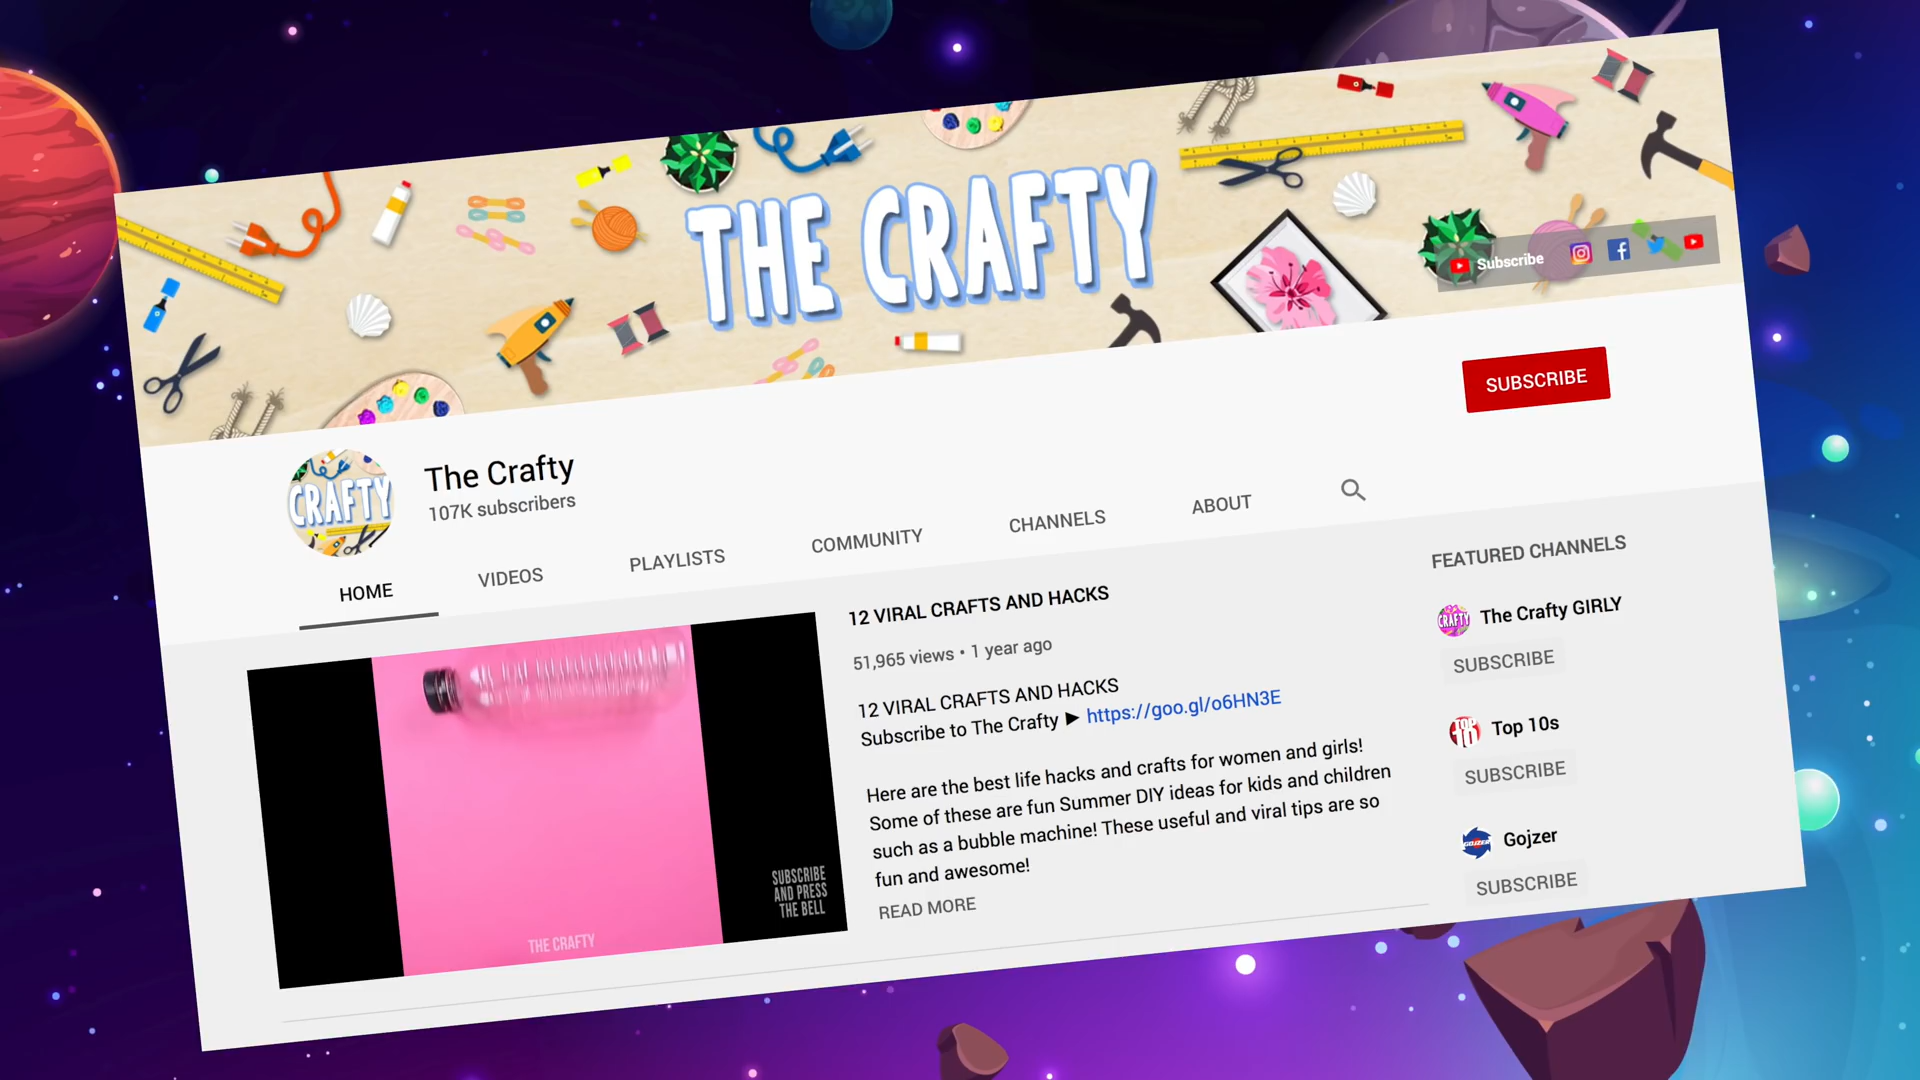 THE CRAFTY
Subscribe
SUBSCRIBE
CRAFTY
The Crafty
107K subscribers
HOME
VIDEOS
PLAYLISTS
COMMUNITY
CHANNELS
ABOUT
12 VIRAL CRAFTS AND HACKS
51,965 views • 1 year ago
12 VIRAL CRAFTS AND HACKS
Subscribe to The Crafty ▶ https://goo.gl/o6HN3E
Here are the best life hacks and crafts for women and girls!
Some of these are fun Summer DIY ideas for kids and children
such as a bubble machine! These useful and viral tips are so
fun and awesome!
READ MORE
SUBSCRIBE
AND PRESS
THE BELL
THE CRAFTY
FEATURED CHANNELS
CRAFTY
The Crafty GIRLY
SUBSCRIBE
TOP
10
Top 10s
SUBSCRIBE
GOJZER
Gojzer
SUBSCRIBE